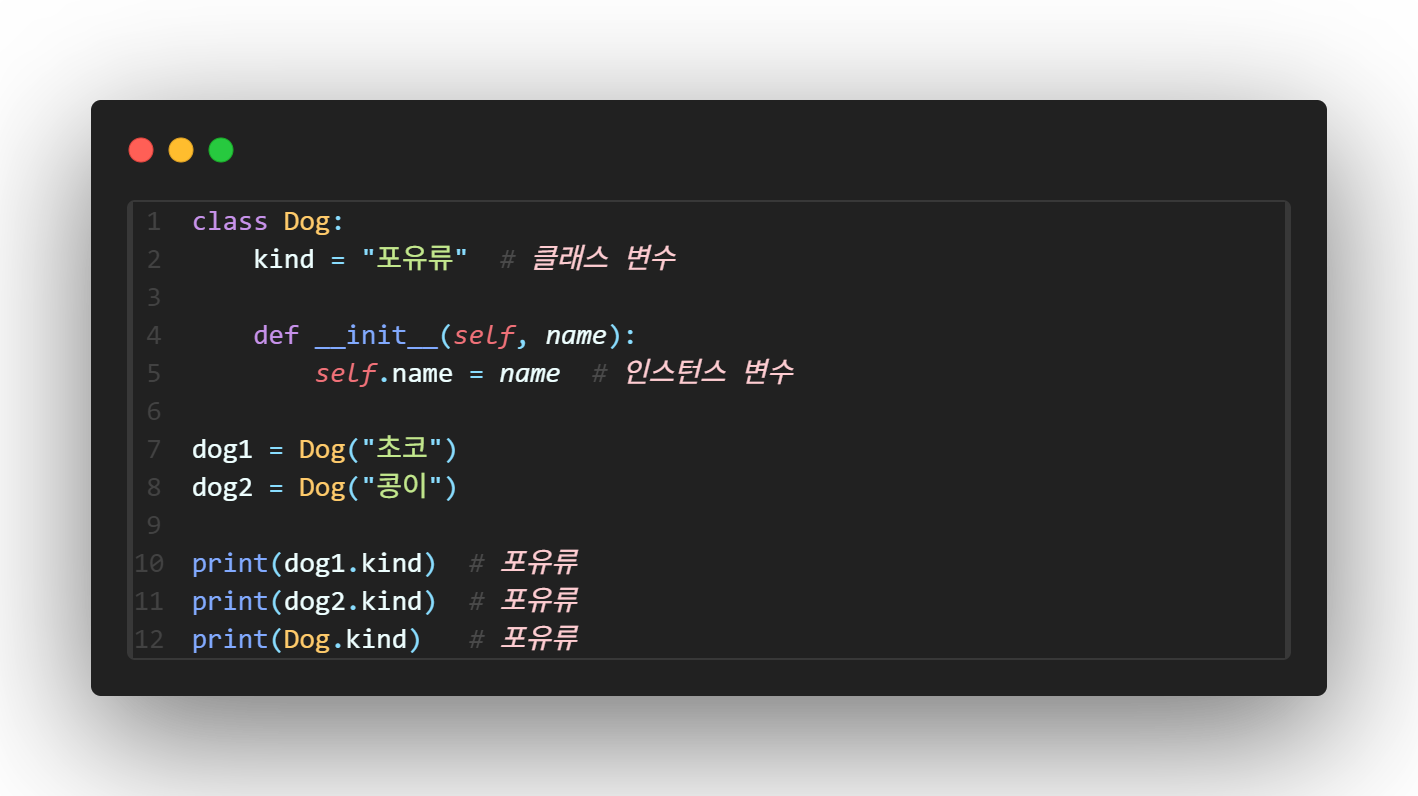 1 class Dog:
2     kind = "포유류"  # 클래스 변수
3
4     def __init__(self, name):
5         self.name = name  # 인스턴스 변수
6
7 dog1 = Dog("초코")
8 dog2 = Dog("콩이")
9
10 print(dog1.kind)  # 포유류
11 print(dog2.kind)  # 포유류
12 print(Dog.kind)   # 포유류